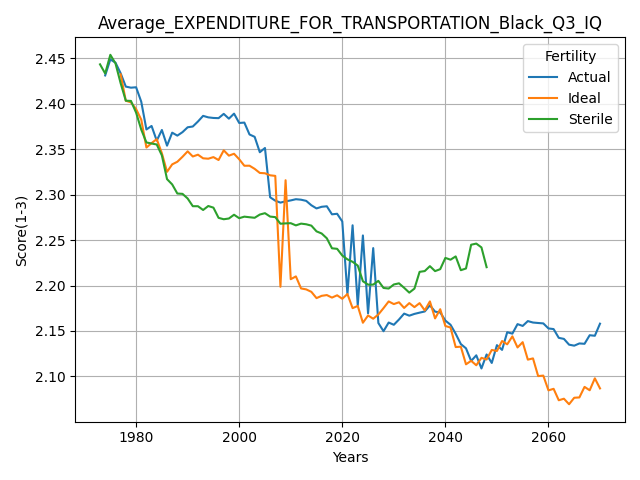 Average_EXPENDITURE_FOR_TRANSPORTATION_Black_Q3_IQ
Fertility
Actual
Ideal
Sterile
Score(1-3)
2.45
2.40
2.35
2.30
2.25
2.20
2.15
2.10
1980 2000 2020 2040 2060
Years